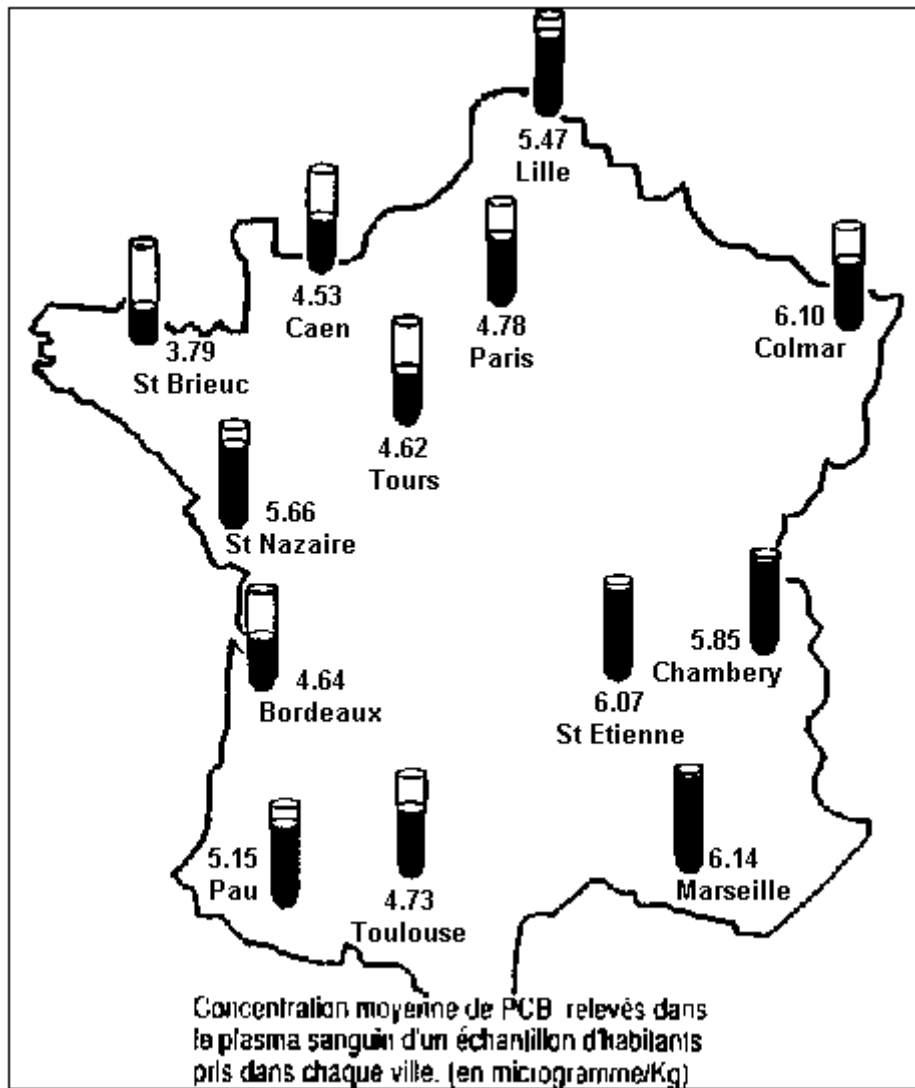 5.47
Lille
4.53
Caen
4.78
Paris
6.10
Colmar
3.79
St Brieuc
4.62
Tours
5.66
St Nazaire
5.85
Chambery
6.07
St Etienne
4.64
Bordeaux
5.15
Pau
4.73
Toulouse
6.14
Marseille
Concentration moyenne de PCB relevés dans
le plasma sanguin d'un échantillon d'habitants
pris dans chaque ville. (en microgramme/Kg)